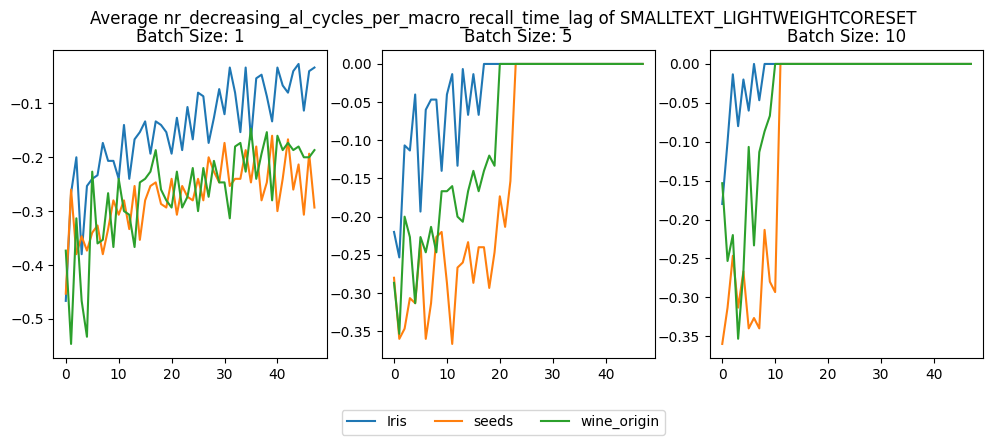 Average nr_decreasing_al_cycles_per_macro_recall_time_lag of SMALLTEXT_LIGHTWEIGHTCORESET
Batch Size: 1
−0.1
−0.2
−0.3
−0.4
−0.5
0 10 20 30 40
Batch Size: 5
0.00
−0.05
−0.10
−0.15
−0.20
−0.25
−0.30
−0.35
0 20 40
Batch Size: 10
0.00
−0.05
−0.10
−0.15
−0.20
−0.25
−0.30
−0.35
0 10 20 30 40
Iris seeds wine_origin